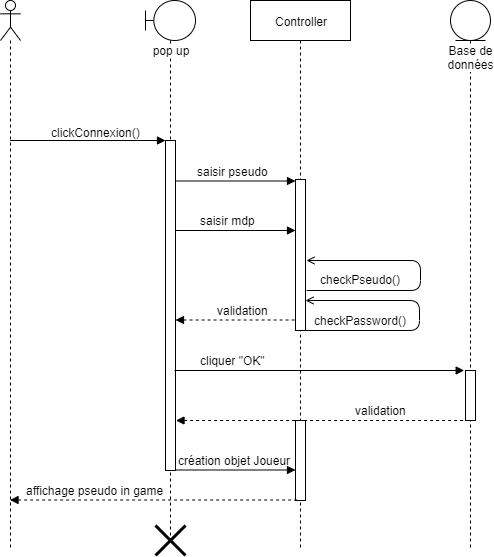 Controller
pop up
Base de
données
clickConnexion()
saisir pseudo
saisir mdp
checkPseudo()
validation
checkPassword()
cliquer "OK"
validation
création objet Joueur
affichage pseudo in game